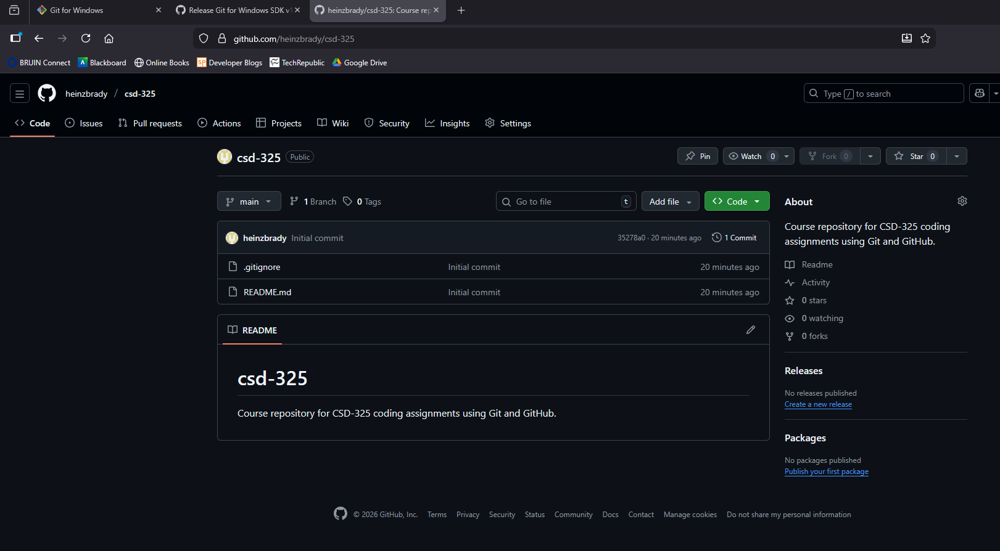 Git for Windows
Release Git for Windows SDK v1
heinzbrady/csd-325: Course rep
github.com/heinzbrady/csd-325
BRUIN Connect
Blackboard
Online Books
SP Developer Blogs
TechRepublic
Google Drive
heinzbrady / csd-325
Type / to search
Code
Issues
Pull requests
Actions
Projects
Wiki
Security
Insights
Settings
csd-325 Public
Pin
Watch 0
Fork 0
Star 0
main
1 Branch
0 Tags
Go to file t
Add file
Code
heinzbrady Initial commit
35278a0 · 20 minutes ago
1 Commit
.gitignore Initial commit 20 minutes ago
README.md Initial commit 20 minutes ago
README
csd-325
Course repository for CSD-325 coding assignments using Git and GitHub.
About
Course repository for CSD-325 coding
assignments using Git and GitHub.
Readme
Activity
0 stars
0 watching
0 forks
Releases
No releases published
Create a new release
Packages
No packages published
Publish your first package
© 2026 GitHub, Inc. Terms Privacy Security Status Community Docs Contact Manage cookies Do not share my personal information